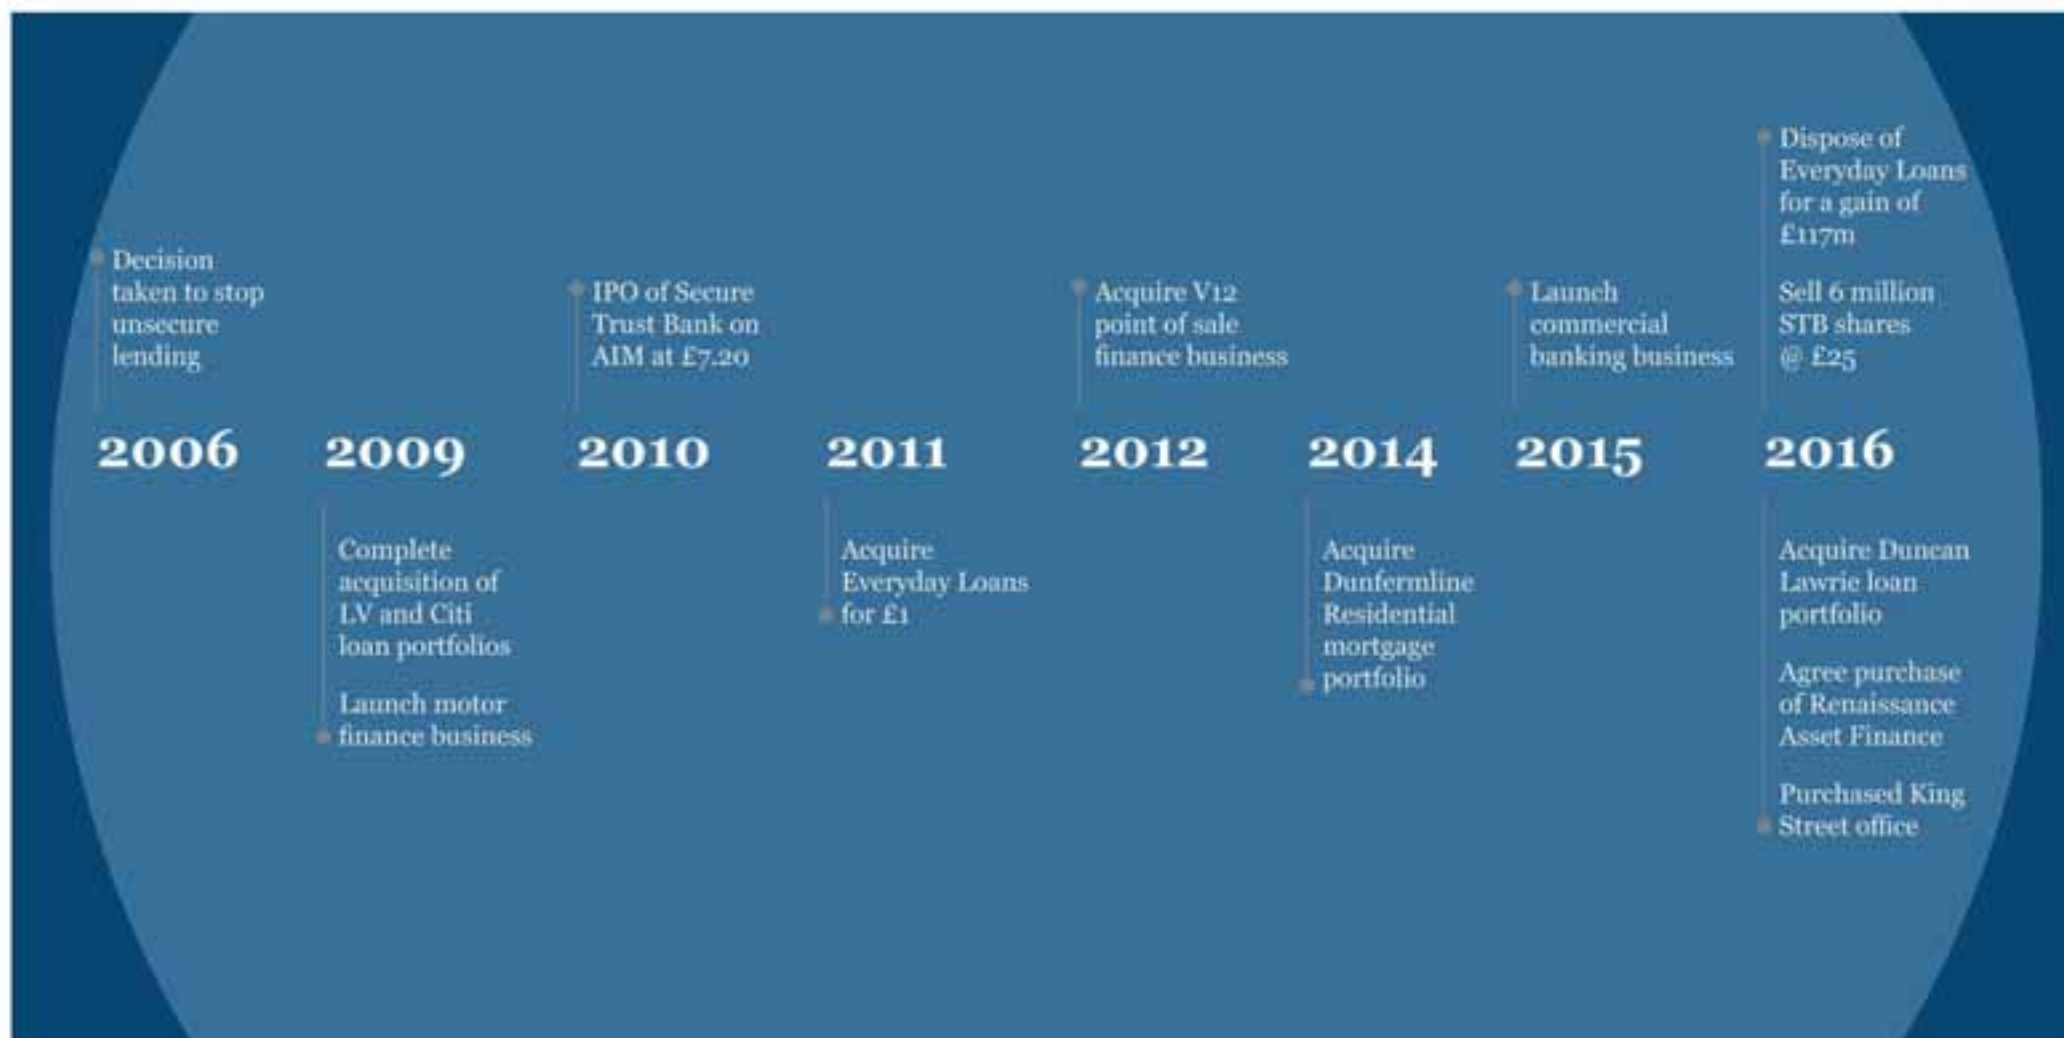 Decision
taken to stop
unsecure
lending
2006
2009
Complete
acquisition of
LV and Citi
loan portfolios
Launch motor
finance business
IPO of Secure
Trust Bank on
AIM at £7.20
2010
2011
Acquire
Everyday Loans
for £1
Acquire V12
point of sale
finance business
2012
2014
Acquire
Dunfermline
Residential
mortgage
portfolio
Launch
commercial
banking business
2015
Dispose of
Everyday Loans
for a gain of
£117m
Sell 6 million
STB shares
@ £25
2016
Acquire Duncan
Lawrie loan
portfolio
Agree purchase
of Renaissance
Asset Finance
Purchased King
Street office